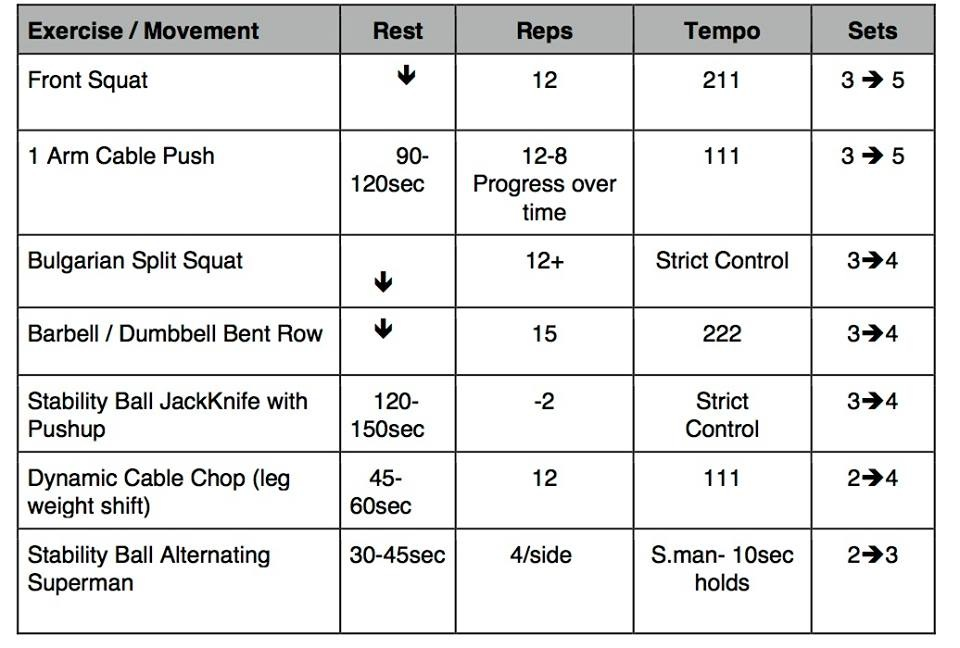 Exercise / Movement Rest Reps Tempo Sets
Front Squat 🡳 12 211 3 ➔ 5
1 Arm Cable Push 90- 12-8 111 3 ➔ 5
120sec Progress over
time
Bulgarian Split Squat 🡳 12+ Strict Control 3➔4
Barbell / Dumbbell Bent Row 🡳 15 222 3➔4
Stability Ball JackKnife with 120- -2 Strict 3➔4
Pushup 150sec Control
Dynamic Cable Chop (leg 45- 12 111 2➔4
weight shift) 60sec
Stability Ball Alternating 30-45sec 4/side S.man- 10sec 2➔3
Superman holds